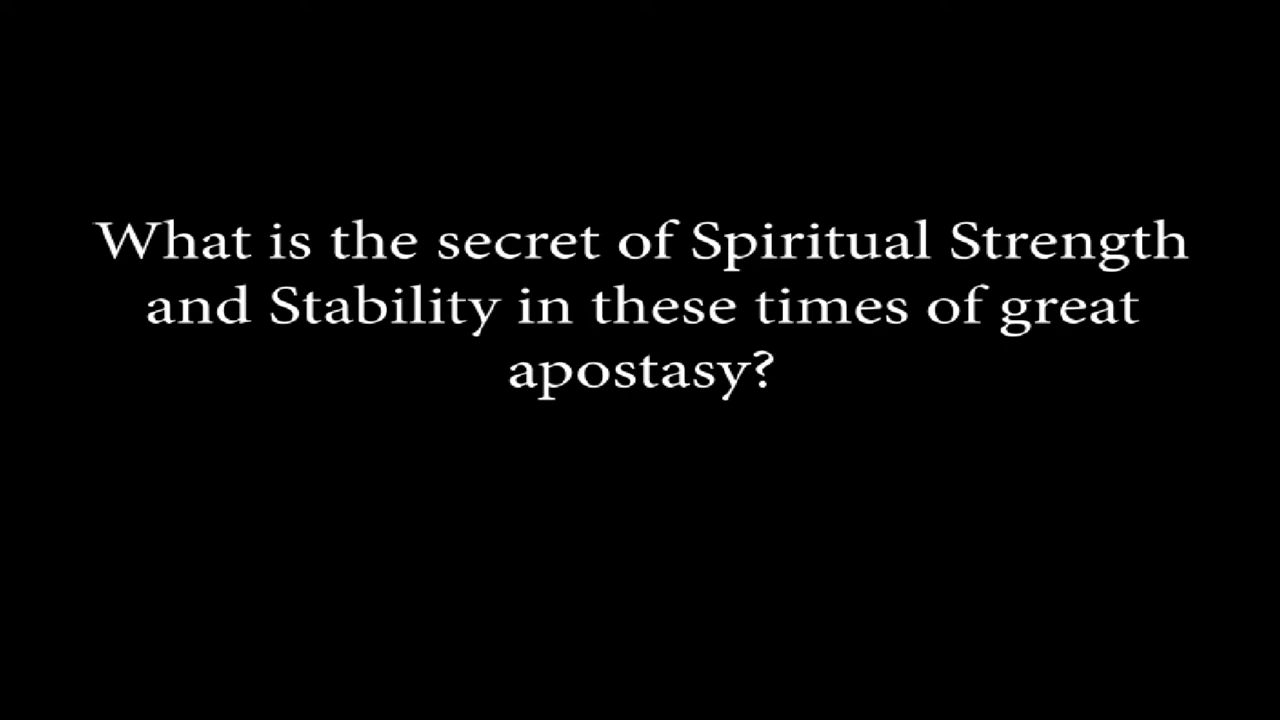 What is the secret of Spiritual Strength
and Stability in these times of great
apostasy?